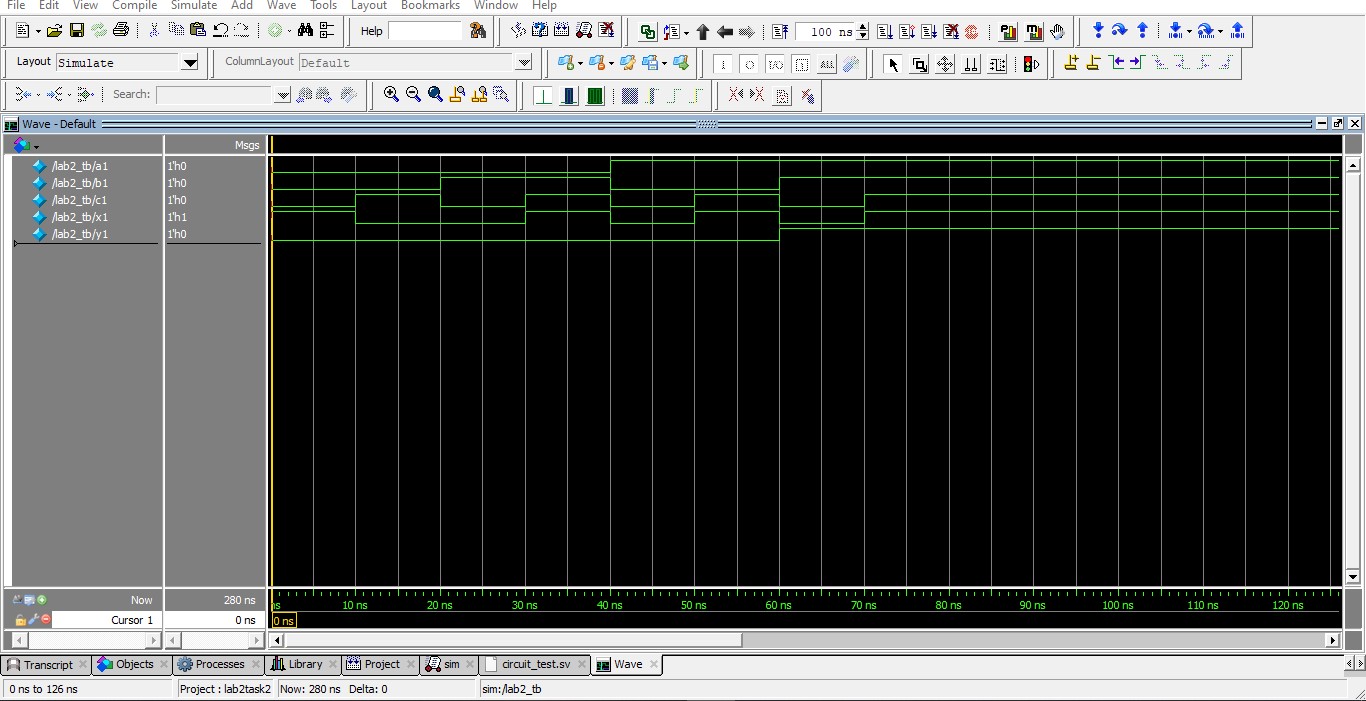 File Edit View Compile Simulate Add Wave Tools Layout Bookmarks Window Help
Help 100 ns
Layout Simulate ColumnLayout Default
Search:
Wave - Default
Msgs
/lab2_tb/a1 1'h0
/lab2_tb/b1 1'h0
/lab2_tb/c1 1'h0
/lab2_tb/x1 1'h1
/lab2_tb/y1 1'h0
Now 280 ns ns 10 ns 20 ns 30 ns 40 ns 50 ns 60 ns 70 ns 80 ns 90 ns 100 ns 110 ns 120 ns
Cursor 1 0 ns 0 ns
Transcript Objects Processes Library Project sim circuit_test.sv Wave
0 ns to 126 ns Project : lab2task2 Now: 280 ns Delta: 0 sim:/lab2_tb